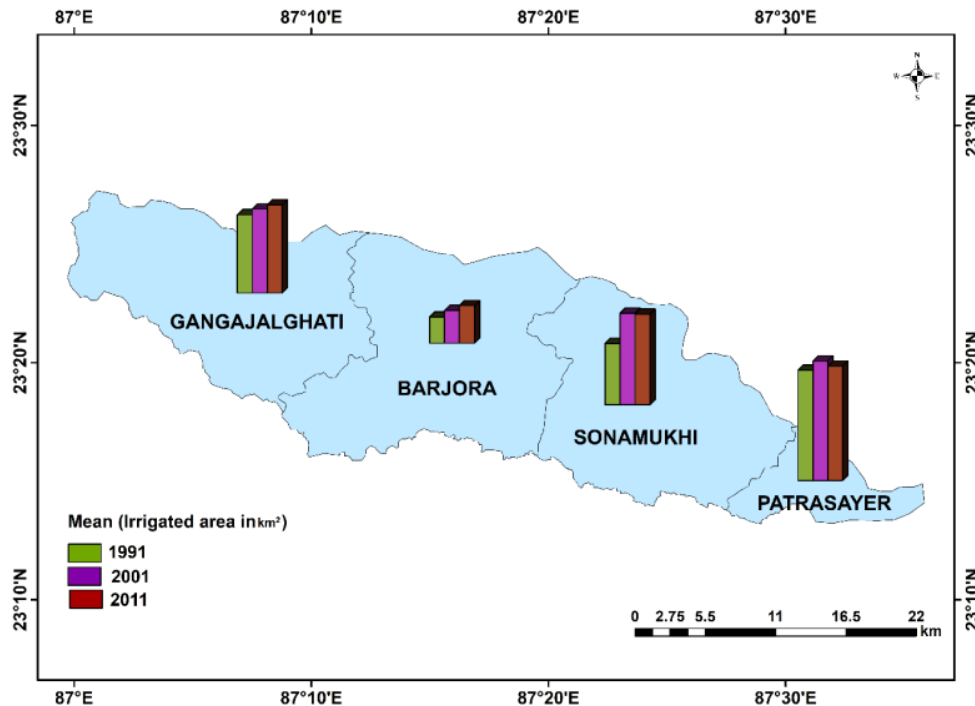 87°E 87°10'E 87°20'E 87°30'E
N
W E
S
23°30'N 23°30'N
GANGAJALGHATI
23°20'N 23°20'N
BARJORA
SONAMUKHI
PATRASAYER
Mean (Irrigated area in km²)
1991
2001
2011
23°10'N 23°10'N
0 2.75 5.5 11 16.5 22
km
87°E 87°10'E 87°20'E 87°30'E